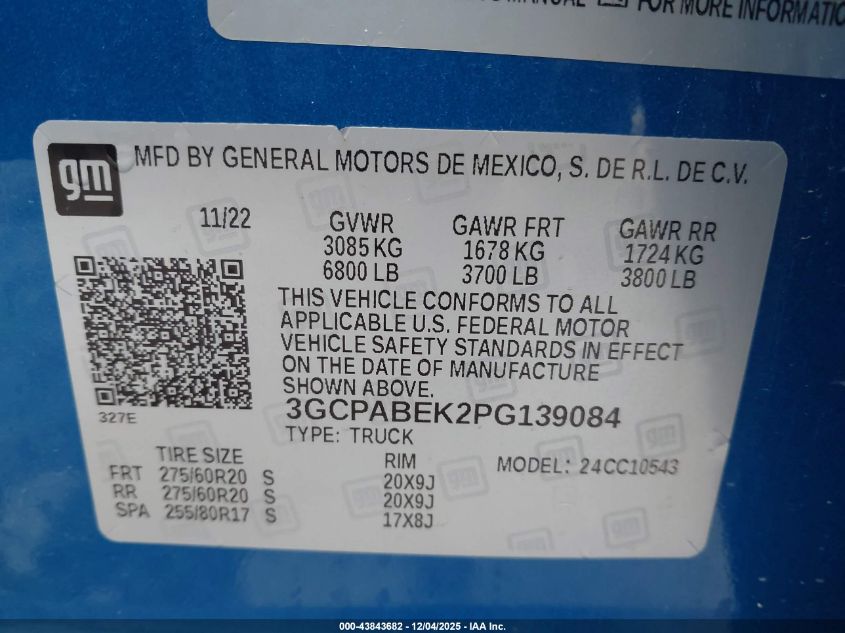 MANUAL FOR MORE INFORMATIO
gm MFD BY GENERAL MOTORS DE MEXICO, S. DE R.L. DE C.V.
11/22 GVWR GAWR FRT GAWR RR
3085 KG 1678 KG 1724 KG
6800 LB 3700 LB 3800 LB
THIS VEHICLE CONFORMS TO ALL
APPLICABLE U.S. FEDERAL MOTOR
VEHICLE SAFETY STANDARDS IN EFFECT
ON THE DATE OF MANUFACTURE
SHOWN ABOVE.
327E
3GCPABEK2PG139084
TYPE: TRUCK
TIRE SIZE RIM MODEL: 24CC10543
FRT 275/60R20 S 20X9J
RR 275/60R20 S 20X9J
SPA 255/80R17 S 17X8J
000-43843682 - 12/04/2025 - IAA Inc.